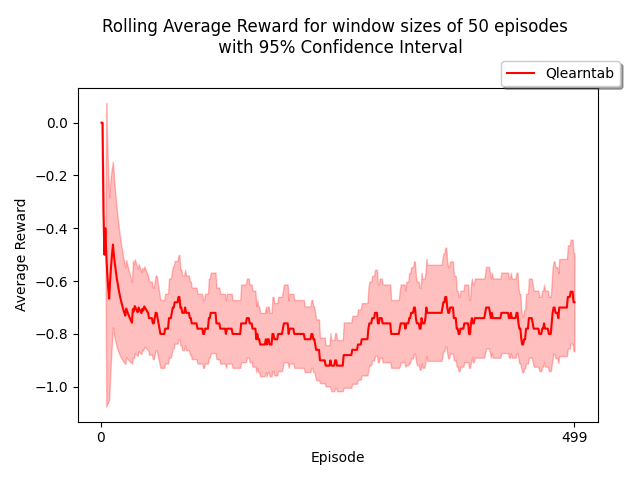 Rolling Average Reward for window sizes of 50 episodes
with 95% Confidence Interval
Qlearntab
0.0
−0.2
−0.4
−0.6
−0.8
−1.0
Average Reward
0
499
Episode